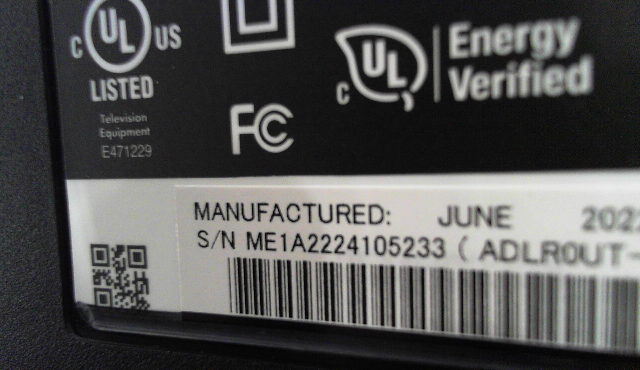 C UL US
LISTED
Television
Equipment
E471229
FC
C UL Energy
Verified
MANUFACTURED: JUNE
S/N ME1A2224105233 ( ADLR0UT-